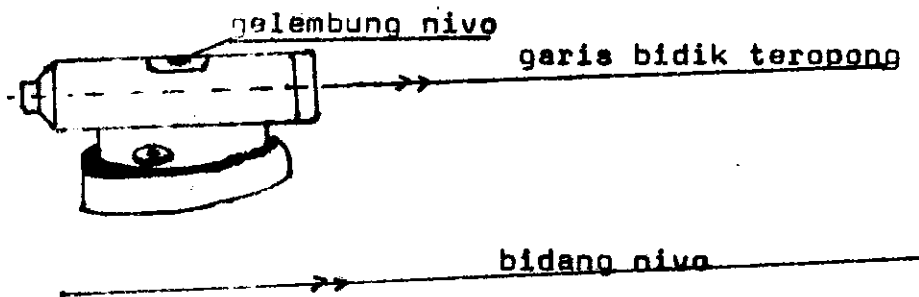 gelembung nivo
garis bidik teropong
bidang nivo